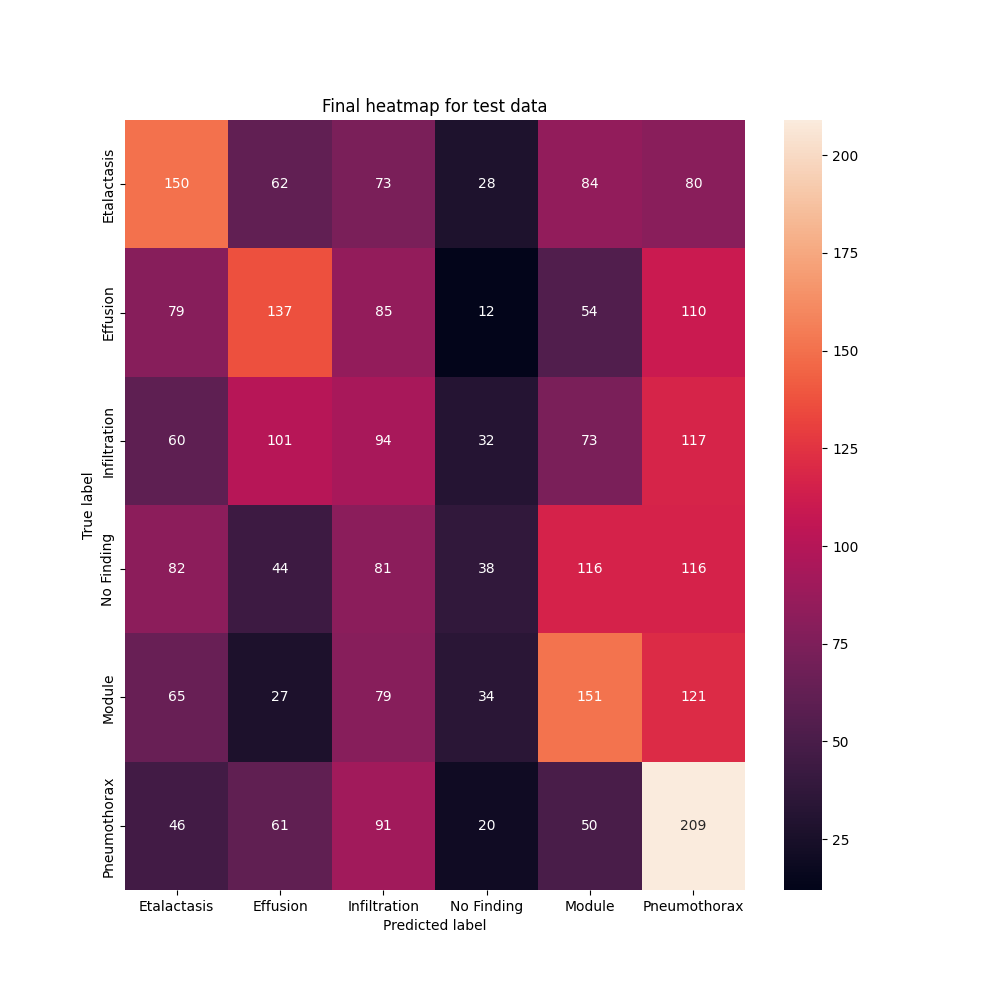 Final heatmap for test data
Etalactasis 150 62 73 28 84 80
Effusion 79 137 85 12 54 110
Infiltration 60 101 94 32 73 117
No Finding 82 44 81 38 116 116
Module 65 27 79 34 151 121
Pneumothorax 46 61 91 20 50 209
True label
Etalactasis Effusion Infiltration No Finding Module Pneumothorax
Predicted label
200
175
150
125
100
75
50
25